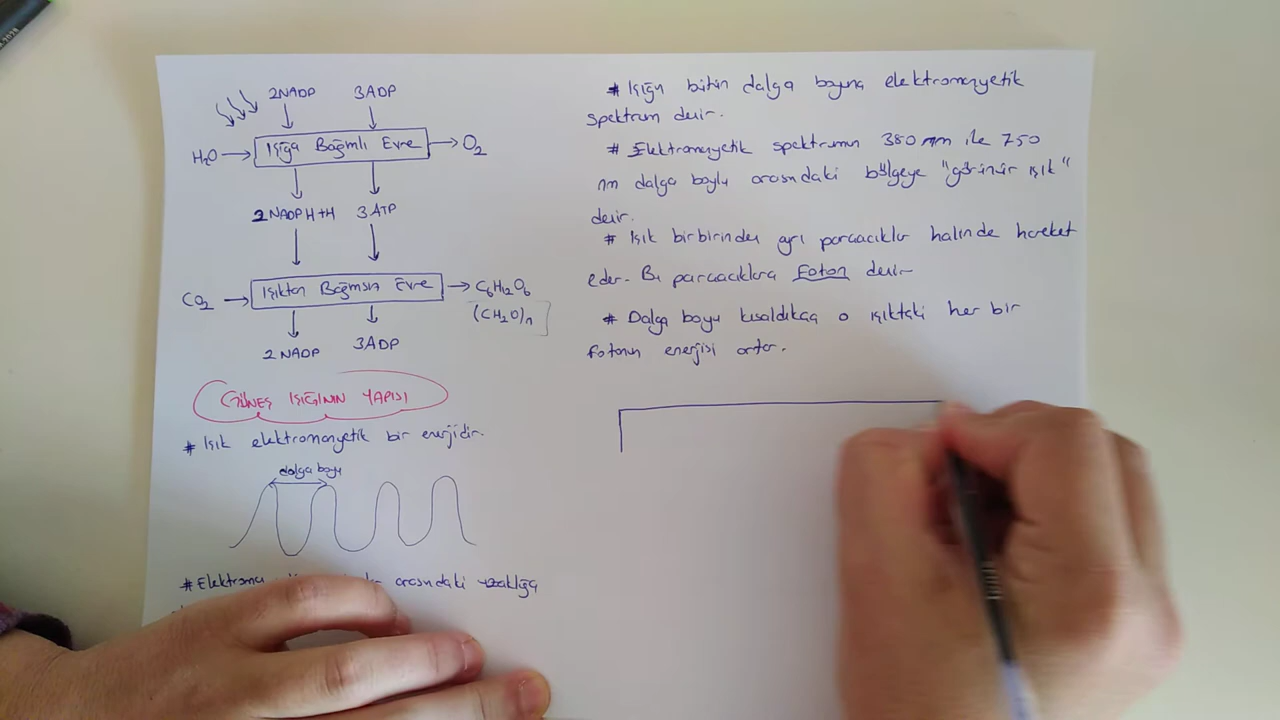 2NADP 3ADP
H₂O → Işığa Bağımlı Evre → O₂
2NADPH+H 3ATP
CO₂ → Işıktan Bağımsız Evre → C₆H₁₂O₆
(CH₂O)n
2 NADP 3ADP
GÜNEŞ IŞIĞININ YAPISI
# Işık elektromanyetik bir enerjidir.
dalga boyu
# Elektroma arasındaki uzaklığa
# Işığın bütün dalga boyuna elektromanyetik
spektrum denir.
# Elektromanyetik spektrumun 380 nm ile 750
nm dalga boylu arasındaki bölgeye "görünür ışık"
denir.
# Işık birbirinden ayrı parçacıklar halinde hareket
eder. Bu parçacıklara Foton denir
# Dalga boyu kısaldıkça o ışıktaki her bir
fotonun enerjisi artar.